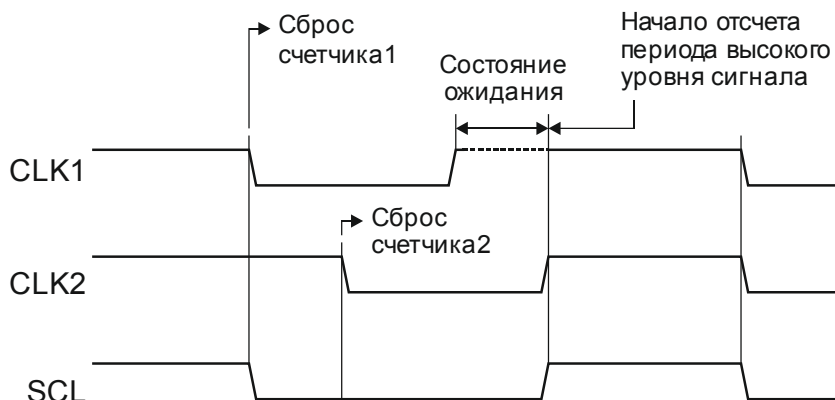 Сброс
счетчика1
Состояние
ожидания
Начало отсчета
периода высокого
уровня сигнала
CLK1
Сброс
счетчика2
CLK2
SCL